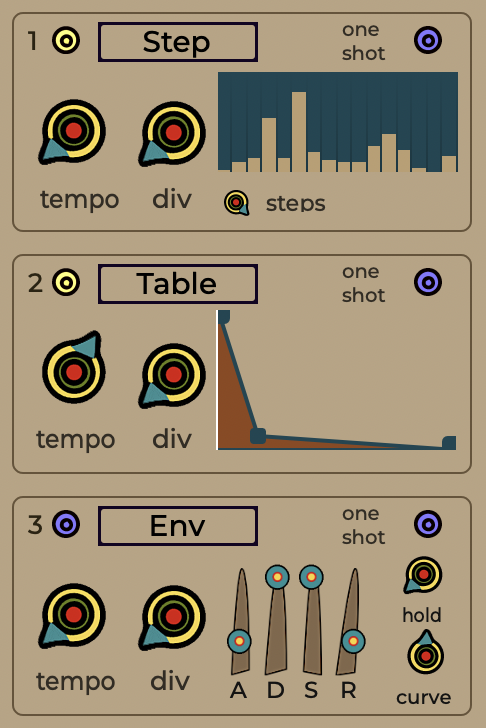 1 Step one
shot
tempo div steps
2 Table one
shot
tempo div
3 Env one
shot
hold
tempo div A D S R
curve